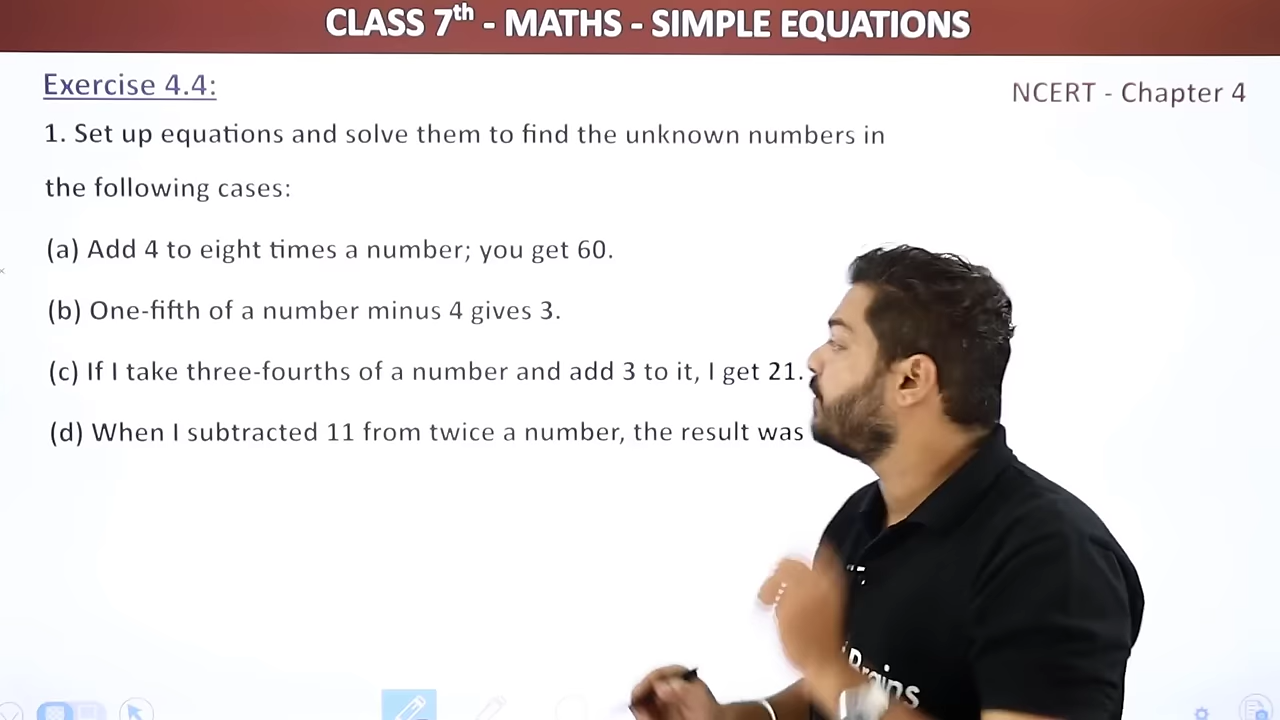 CLASS 7th - MATHS - SIMPLE EQUATIONS
Exercise 4.4:
NCERT - Chapter 4
1. Set up equations and solve them to find the unknown numbers in
the following cases:
(a) Add 4 to eight times a number; you get 60.
(b) One-fifth of a number minus 4 gives 3.
(c) If I take three-fourths of a number and add 3 to it, I get 21.
(d) When I subtracted 11 from twice a number, the result was